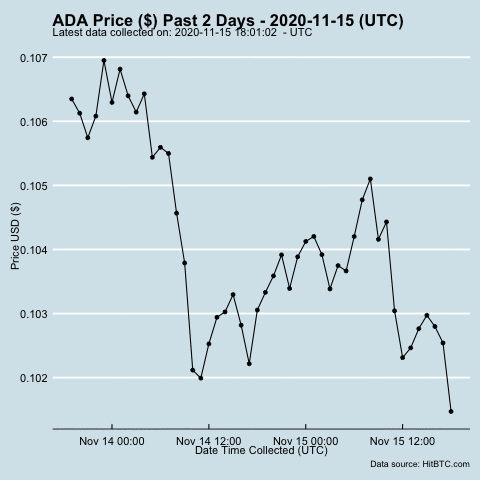 ADA Price ($) Past 2 Days - 2020-11-15 (UTC)
Latest data collected on: 2020-11-15 18:01:02  - UTC
0.107
0.106
0.105
0.104
0.103
0.102
Price USD ($)
Nov 14 00:00 Nov 14 12:00 Nov 15 00:00 Nov 15 12:00
Date Time Collected (UTC)
Data source: HitBTC.com